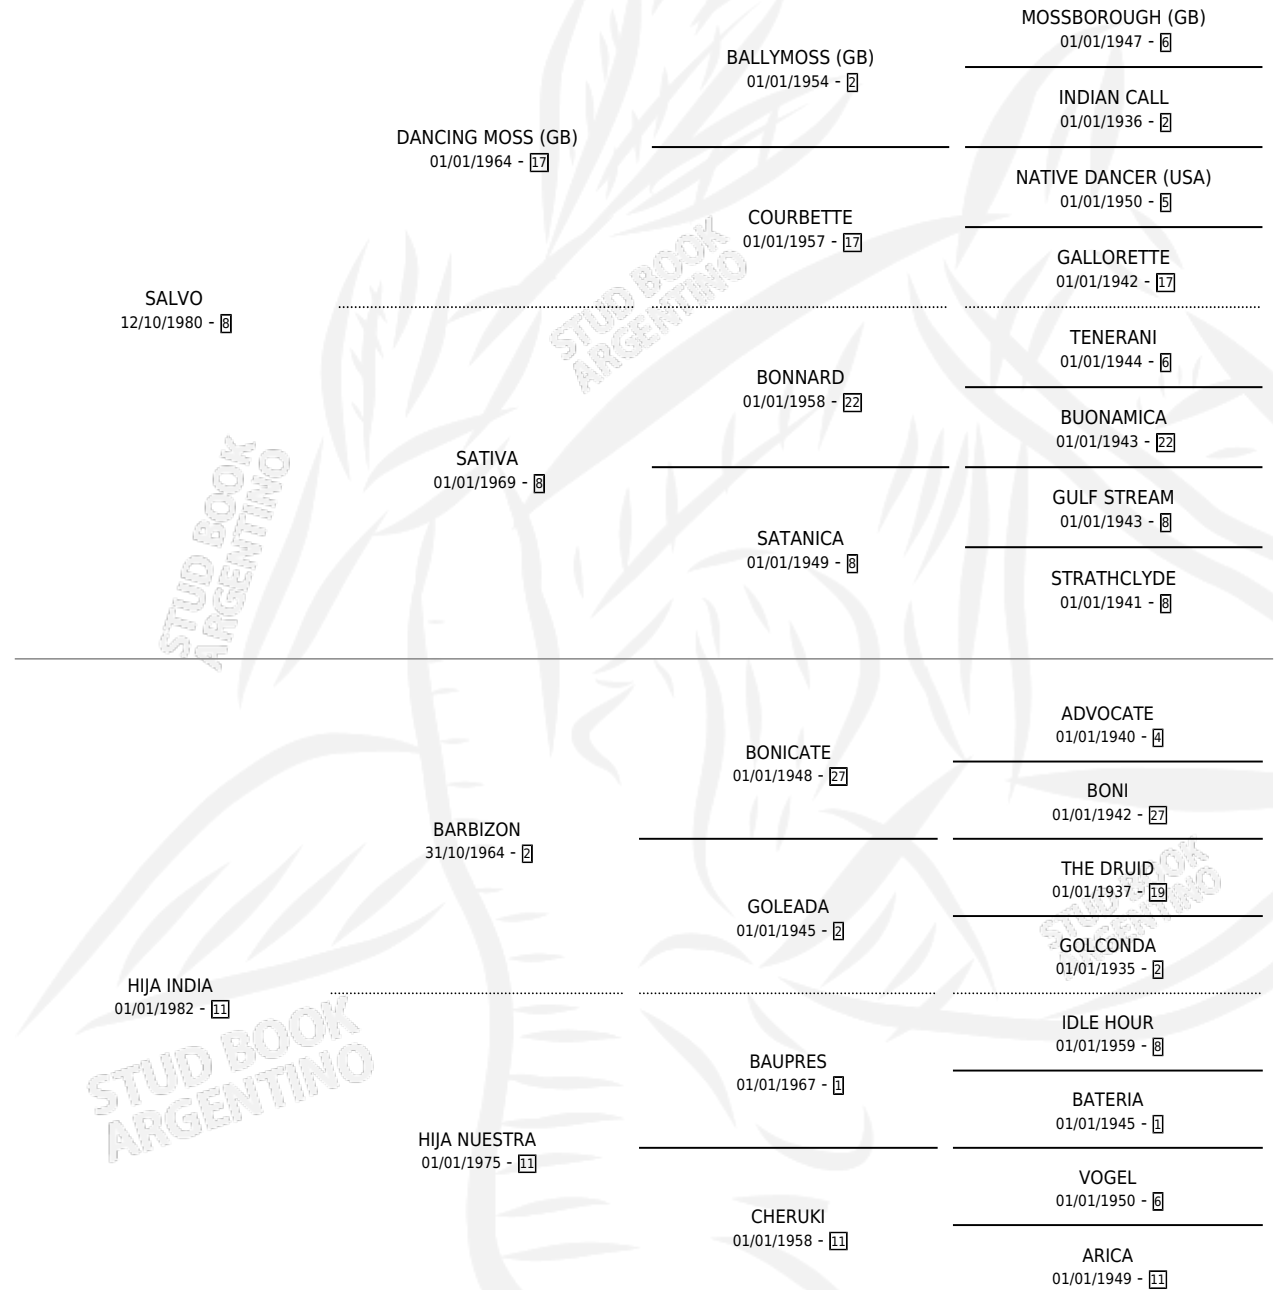 MOSSBOROUGH (GB)
01/01/1947 - 6
BALLYMOSS (GB)
01/01/1954 - 2
INDIAN CALL
01/01/1936 - 2
DANCING MOSS (GB)
01/01/1964 - 17
NATIVE DANCER (USA)
01/01/1950 - 5
COURBETTE
01/01/1957 - 17
GALLORETTE
01/01/1942 - 17
SALVO
12/10/1980 - 8
STUD BOOK
ARGENTINO
TENERANI
01/01/1944 - 6
BONNARD
01/01/1958 - 22
BUONAMICA
01/01/1943 - 22
SATIVA
01/01/1969 - 8
GULF STREAM
01/01/1943 - 8
SATANICA
01/01/1949 - 8
STRATHCLYDE
01/01/1941 - 8
STUD BOOK
ARGENTINO
ADVOCATE
01/01/1940 - 4
BONICATE
01/01/1948 - 27
BONI
01/01/1942 - 27
BARBIZON
31/10/1964 - 2
THE DRUID
01/01/1937 - 19
GOLEADA
01/01/1945 - 2
GOLCONDA
01/01/1935 - 2
STUD BOOK
ARGENTINO
HIJA INDIA
01/01/1982 - 11
IDLE HOUR
01/01/1959 - 8
BAUPRES
01/01/1967 - 1
BATERIA
01/01/1945 - 1
STUD BOOK
ARGENTINO
HIJA NUESTRA
01/01/1975 - 11
VOGEL
01/01/1950 - 6
CHERUKI
01/01/1958 - 11
ARICA
01/01/1949 - 11